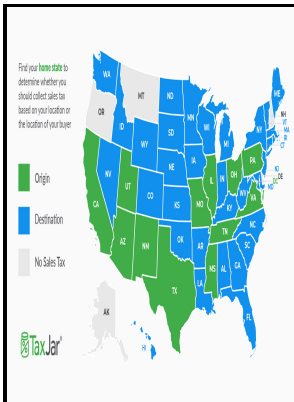 Find your home state to
determine whether you
should collect sales tax
based on your location or
the location of your buyer
Origin
Destination
No Sales Tax
TaxJar
WA
MT
ND
MN
OR
ID
SD
WI
MI
NY
ME
NH
VT
MA
RI
CT
WY
NE
IA
PA
NJ
NV
UT
CO
KS
IL
IN
OH
DE
DC
MD
WV
VA
CA
MO
KY
NC
AZ
NM
OK
AR
TN
SC
TX
LA
MS
AL
GA
FL
AK
HI